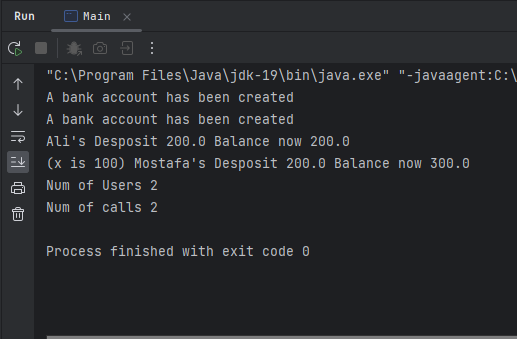 Run
Main
"C:\Program Files\Java\jdk-19\bin\java.exe" "-javaagent:C:\
A bank account has been created
A bank account has been created
Ali's Desposit 200.0 Balance now 200.0
(x is 100) Mostafa's Desposit 200.0 Balance now 300.0
Num of Users 2
Num of calls 2
Process finished with exit code 0